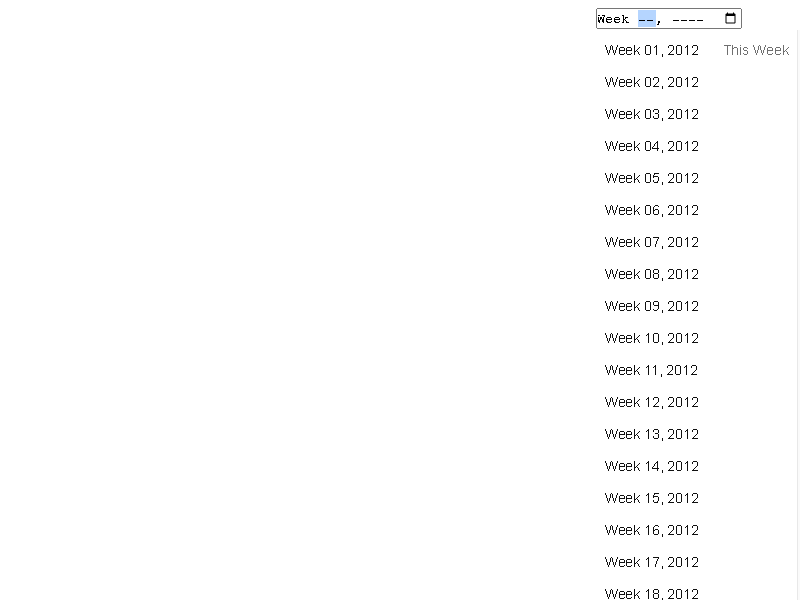 Week --, ----
Week 01, 2012 This Week
Week 02, 2012
Week 03, 2012
Week 04, 2012
Week 05, 2012
Week 06, 2012
Week 07, 2012
Week 08, 2012
Week 09, 2012
Week 10, 2012
Week 11, 2012
Week 12, 2012
Week 13, 2012
Week 14, 2012
Week 15, 2012
Week 16, 2012
Week 17, 2012
Week 18, 2012